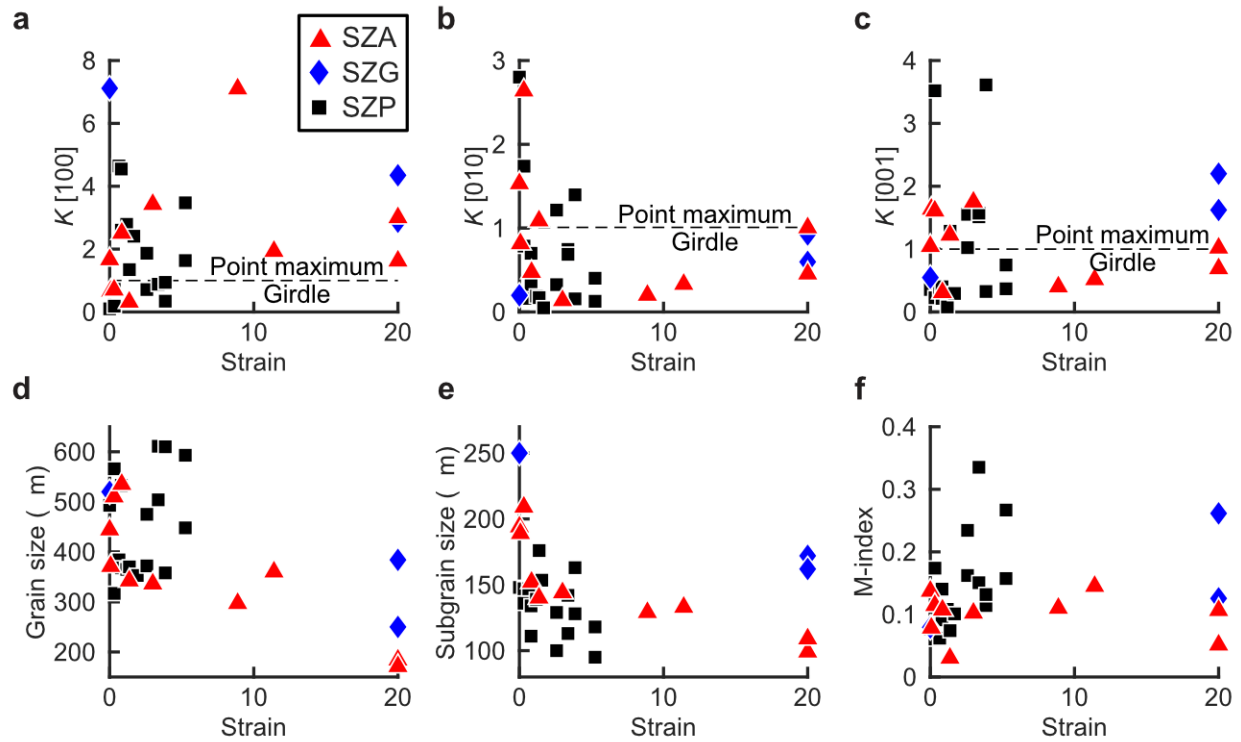 a
b
c
SZA
SZG
SZP
8
7
6
5
4
3
2
1
0
K [100]
Point maximum
Girdle
0
10
20
Strain
3
2
1
0
K [010]
Point maximum
Girdle
0
10
20
Strain
4
3
2
1
0
K [001]
Point maximum
Girdle
0
10
20
Strain
d
e
f
600
500
400
300
200
Grain size ( m)
0
10
20
Strain
250
200
150
100
Subgrain size ( m)
0
10
20
Strain
0.4
0.3
0.2
0.1
0
M-index
0
10
20
Strain